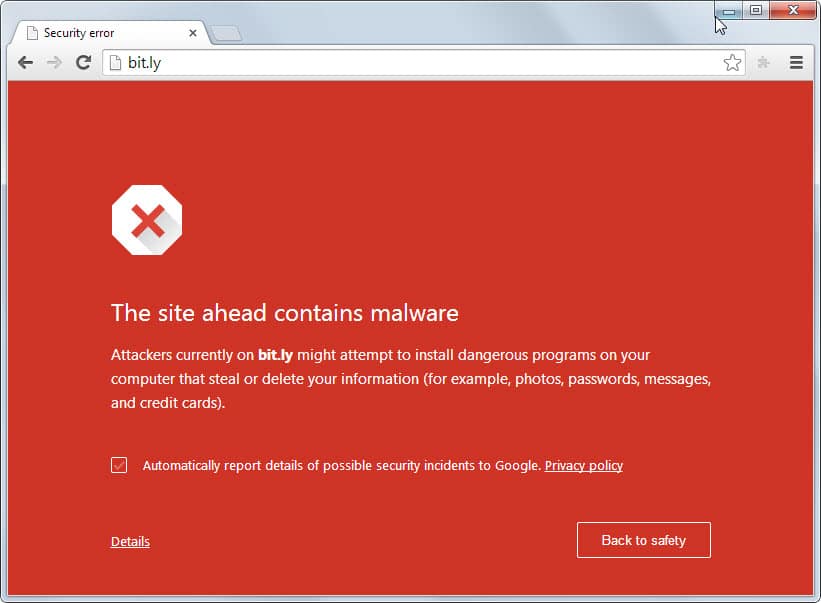 Security error
bit.ly
The site ahead contains malware
Attackers currently on bit.ly might attempt to install dangerous programs on your
computer that steal or delete your information (for example, photos, passwords, messages,
and credit cards).
Automatically report details of possible security incidents to Google. Privacy policy
Details
Back to safety